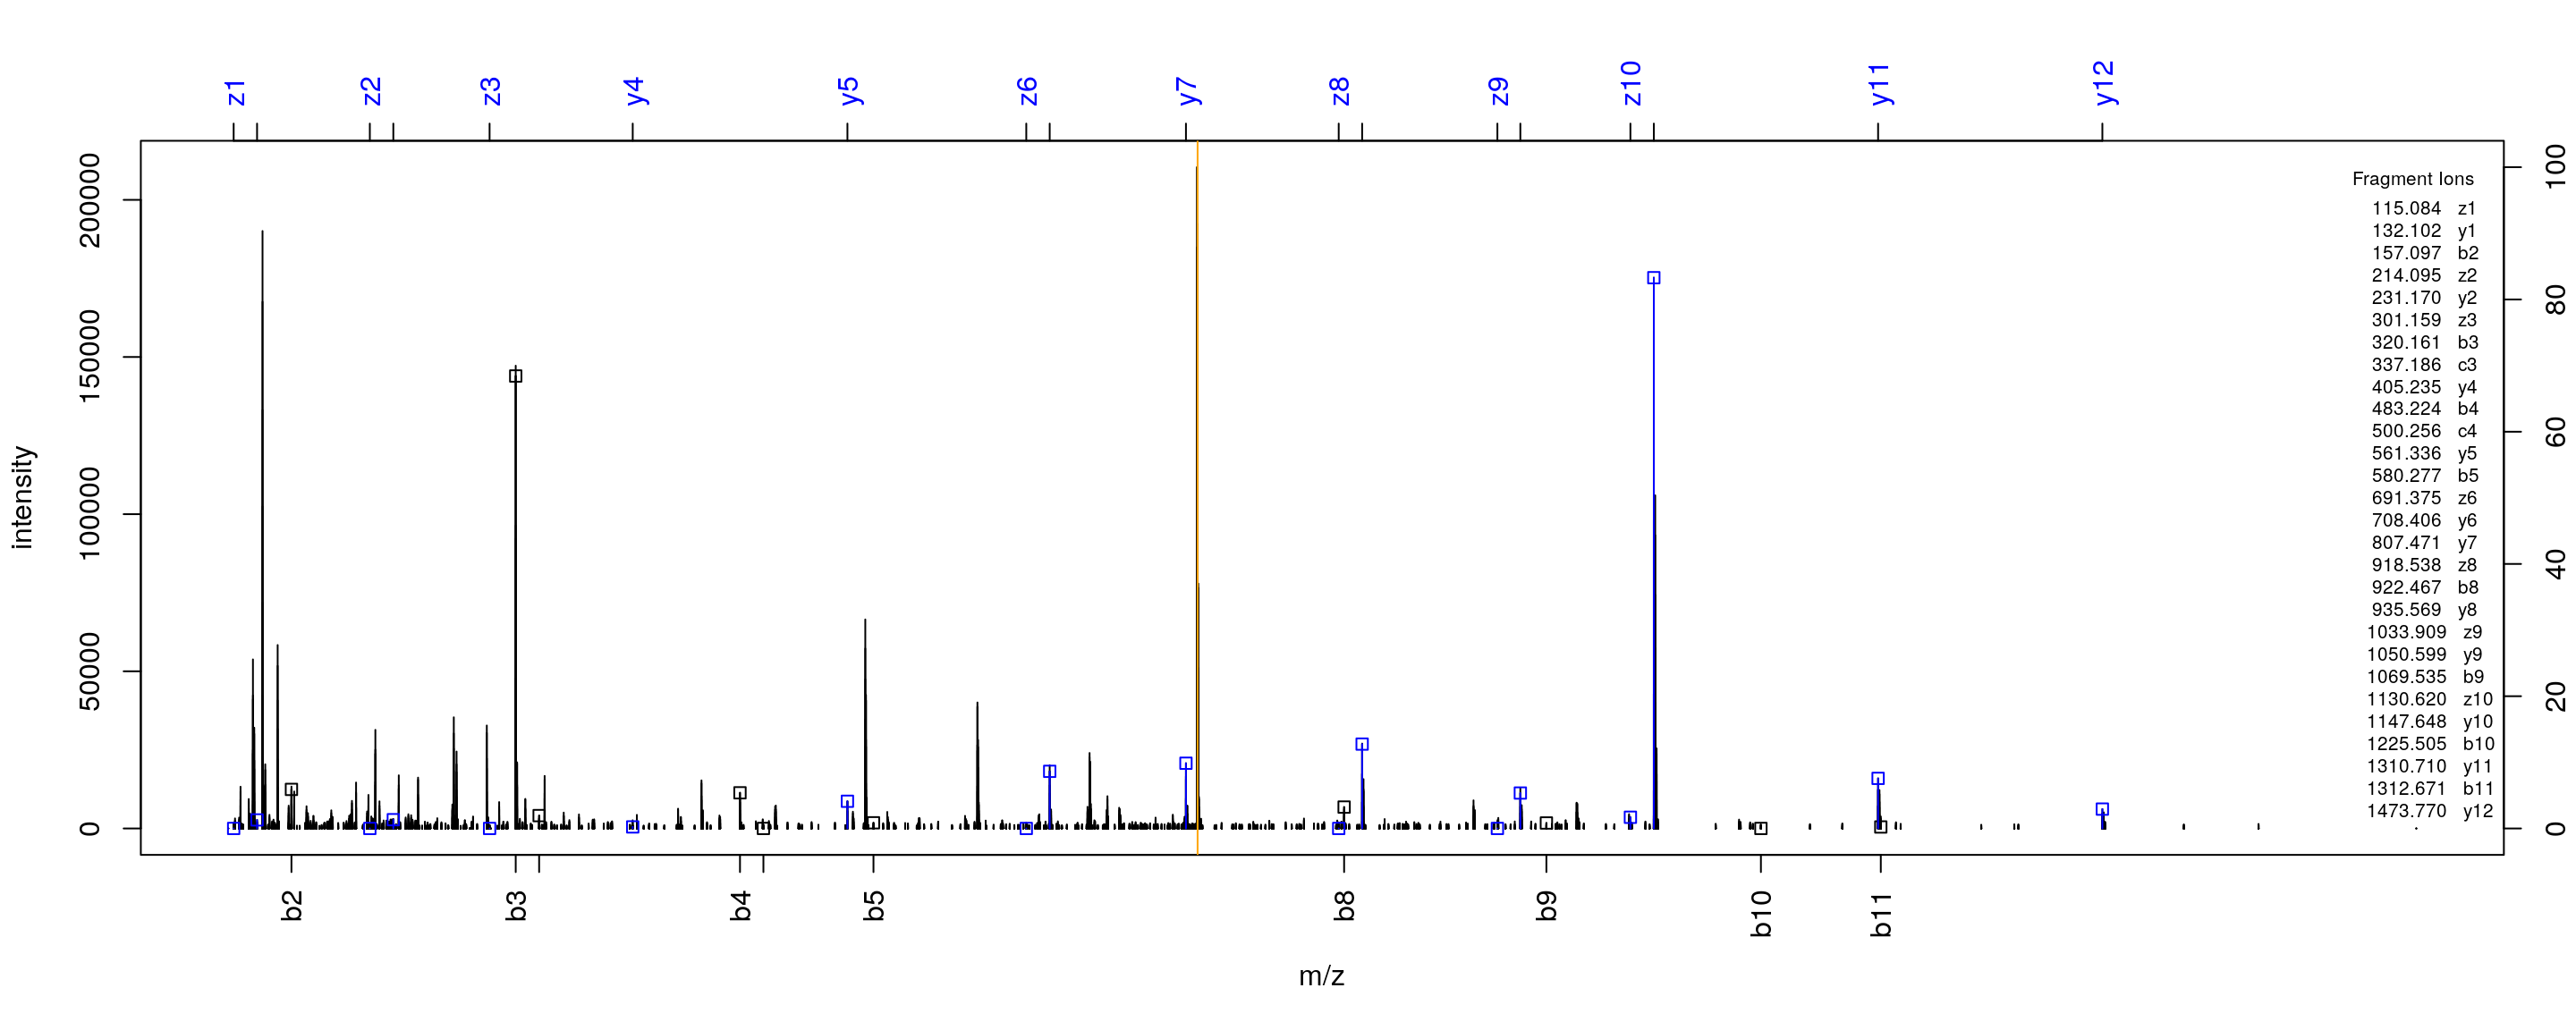 z1 z2 z3 y4 y5 z6 y7 z8 z9 z10 y11 y12
intensity
0 50000 100000 150000 200000
0 20 40 60 80 100
Fragment Ions
115.084 z1
132.102 y1
157.097 b2
214.095 z2
231.170 y2
301.159 z3
320.161 b3
337.186 c3
405.235 y4
483.224 b4
500.256 c4
561.336 y5
580.277 b5
691.375 z6
708.406 y6
807.471 y7
918.538 z8
922.467 b8
935.569 y8
1033.909 z9
1050.599 y9
1069.535 b9
1130.620 z10
1147.648 y10
1225.505 b10
1310.710 y11
1312.671 b11
1473.770 y12
b2 b3 b4 b5 b8 b9 b10 b11
m/z